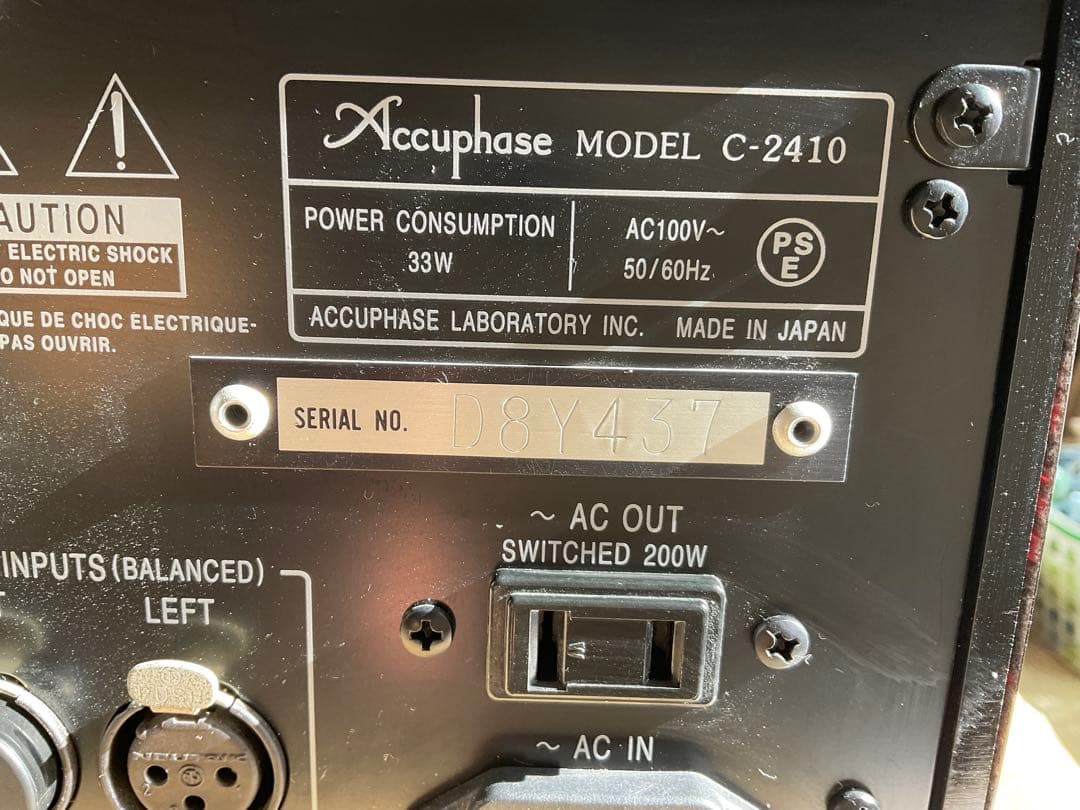 Accuphase MODEL C-2410
AUTION
ELECTRIC SHOCK
O NOT OPEN
QUE DE CHOC ELECTRIQUE-
PAS OUVRIR.
POWER CONSUMPTION
33W
AC100V~
50/60Hz
PS
E
ACCUPHASE LABORATORY INC. MADE IN JAPAN
SERIAL NO. D8Y437
~ AC OUT
SWITCHED 200W
INPUTS (BALANCED)
LEFT
PUSH
NEUTRIK
~ AC IN